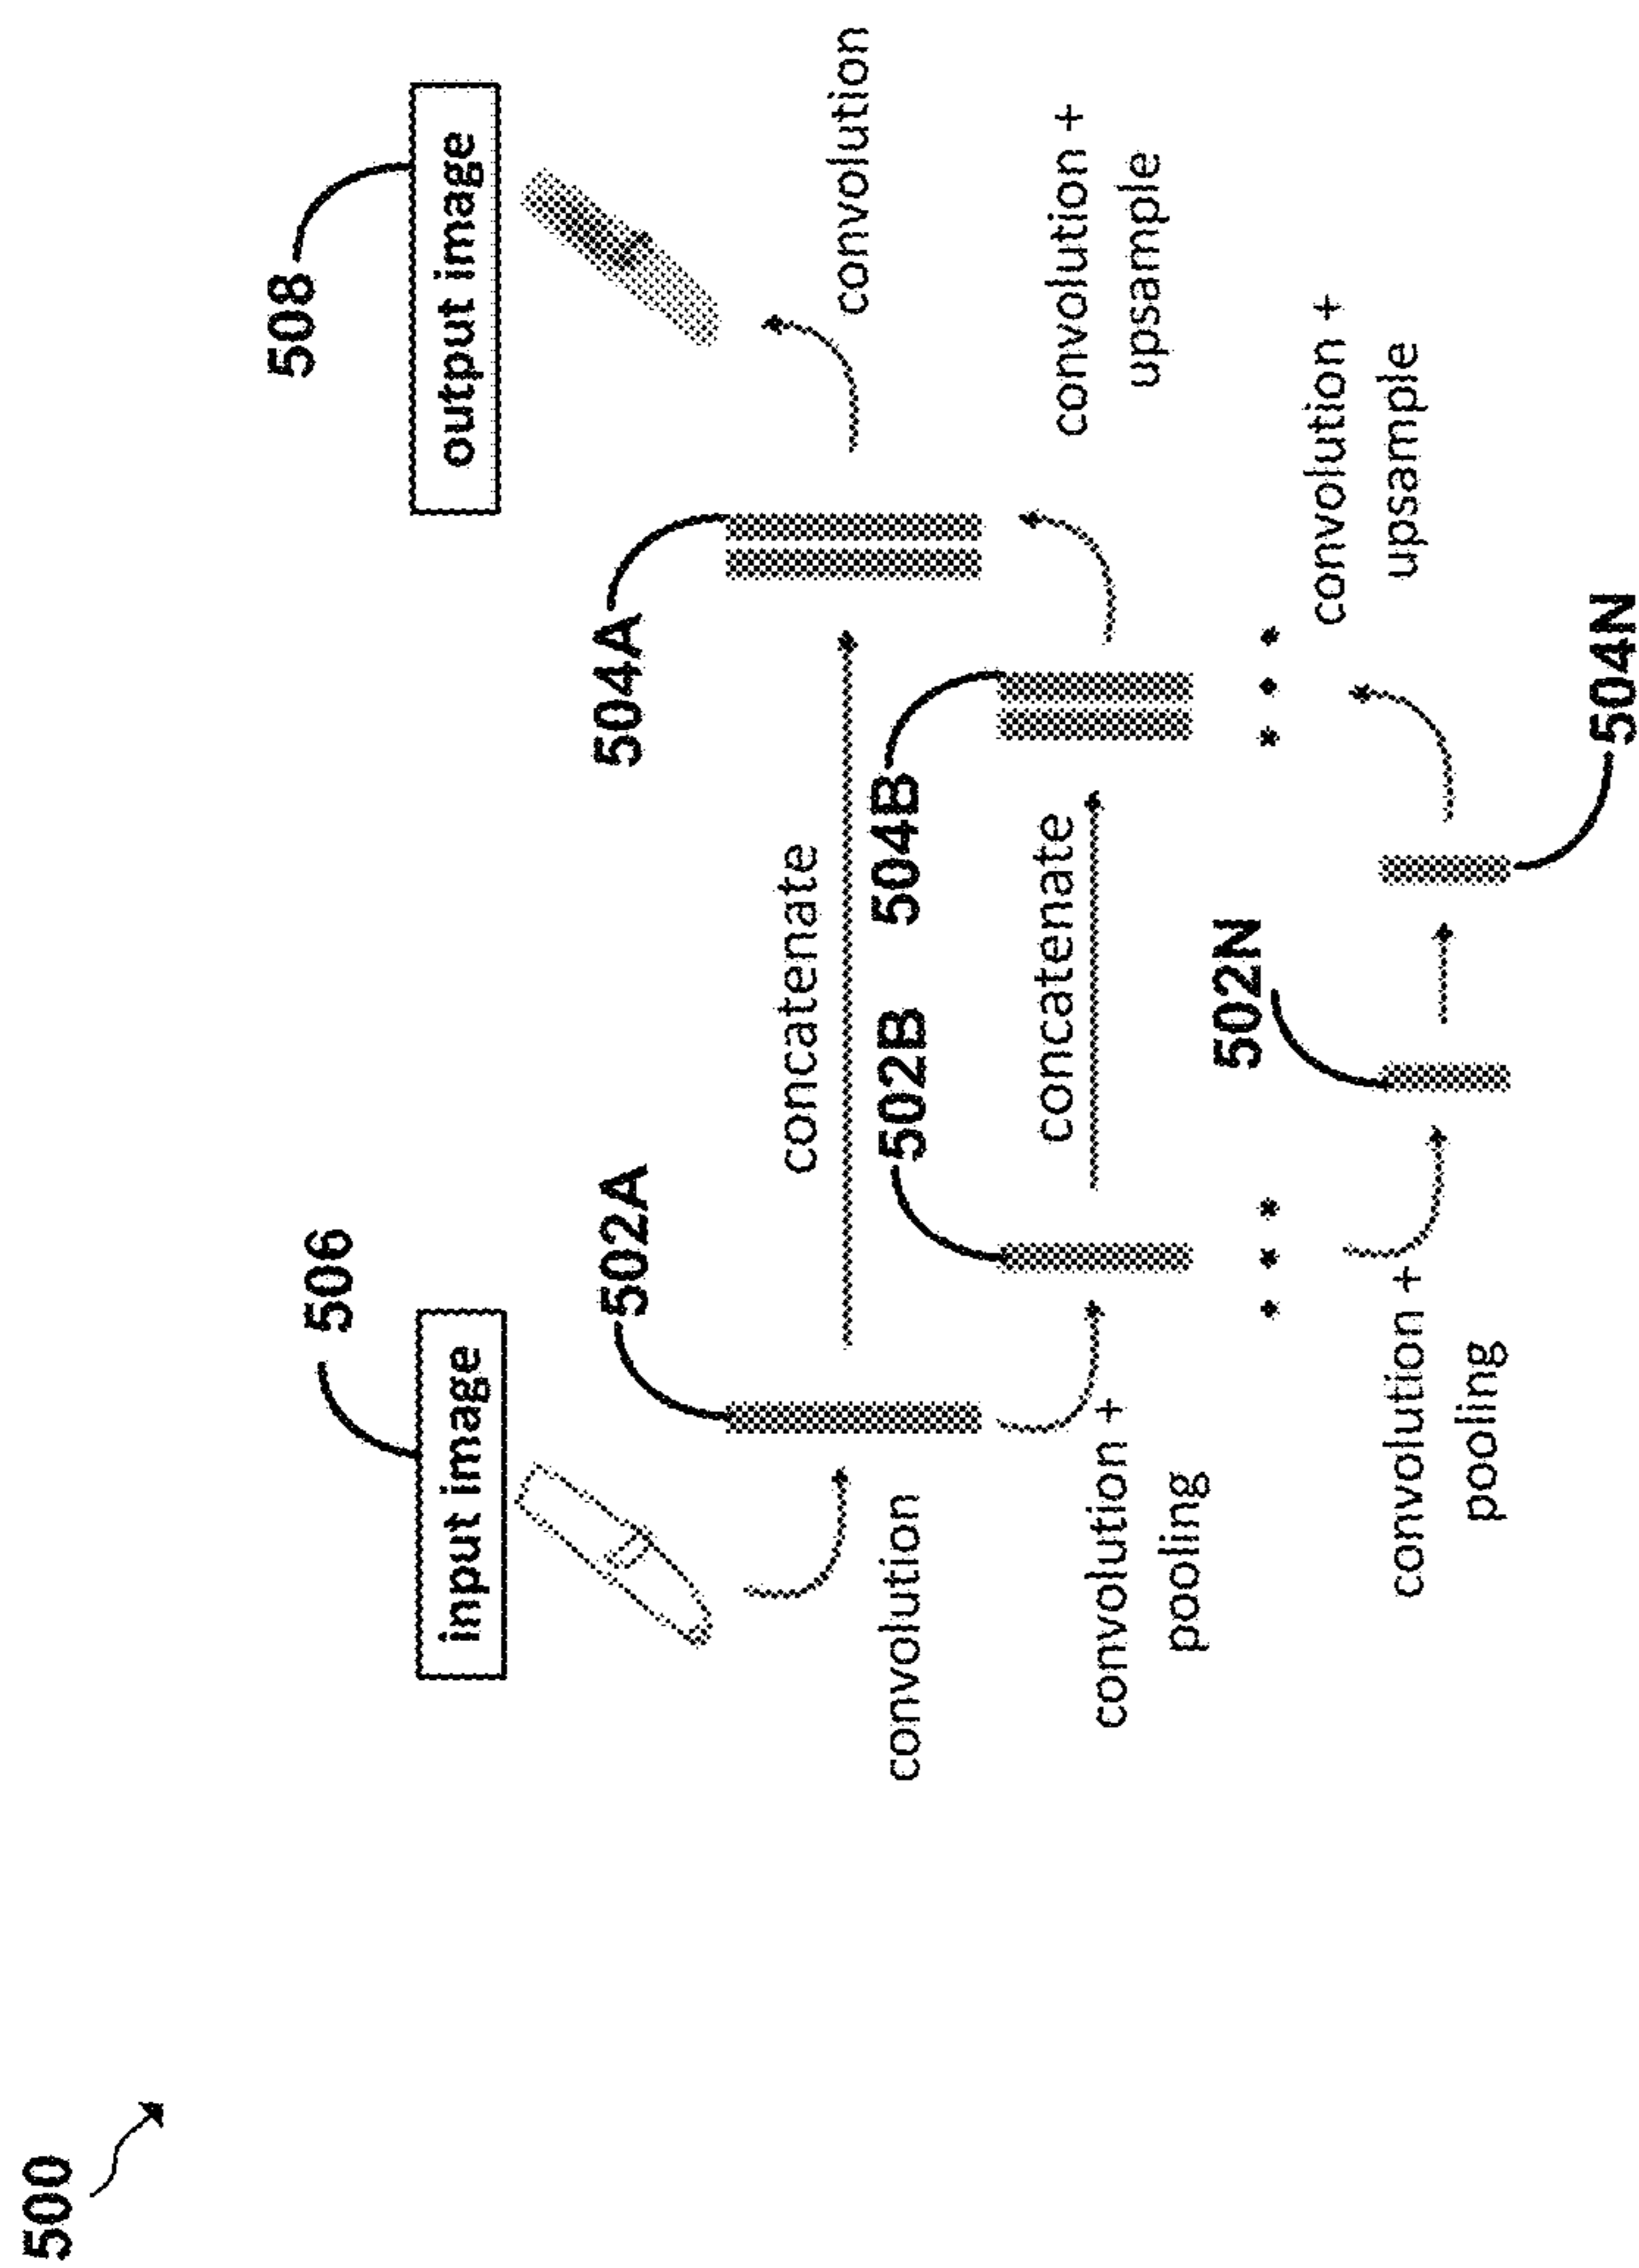 500
506
508
input image
output image
502A
504A
concatenate
convolution
convolution
502B
504B
concatenate
convolution +
pooling
convolution +
upsample
502N
convolution +
pooling
convolution +
upsample
504N